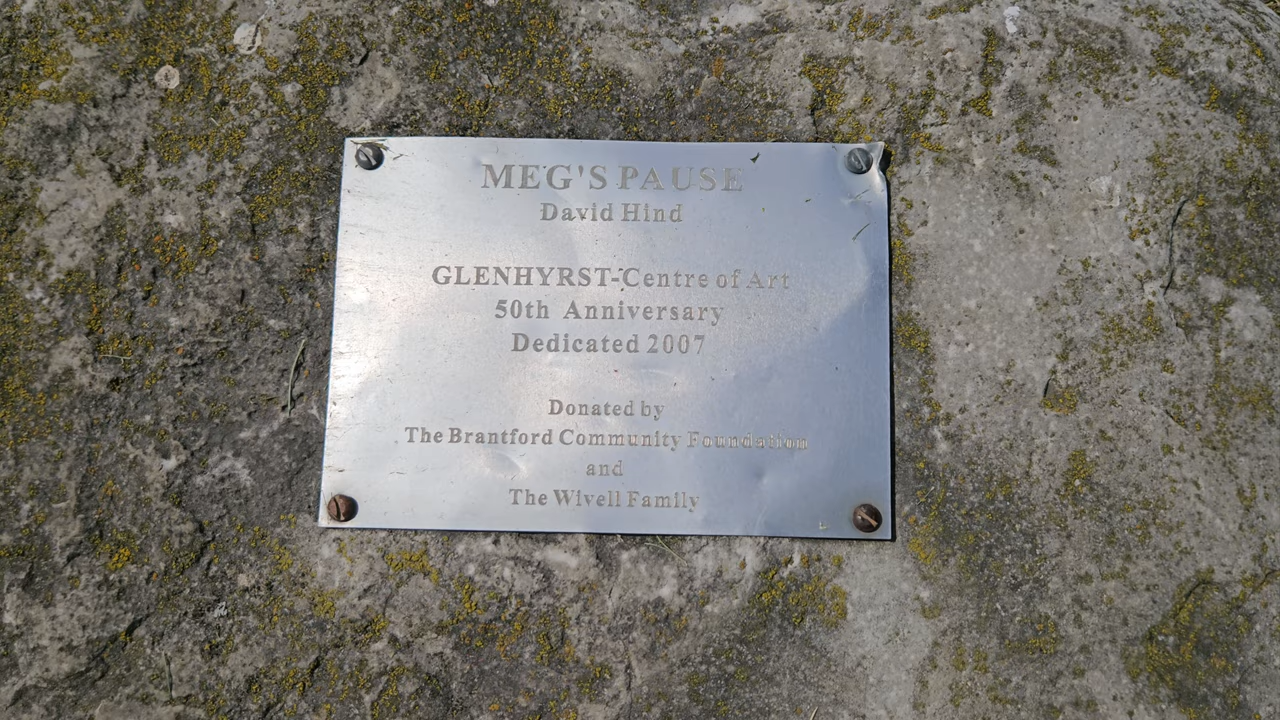 MEG'S PAUSE
David Hind
GLENHYRST-Centre of Art
50th Anniversary
Dedicated 2007
Donated by
The Brantford Community Foundation
and
The Wivell Family